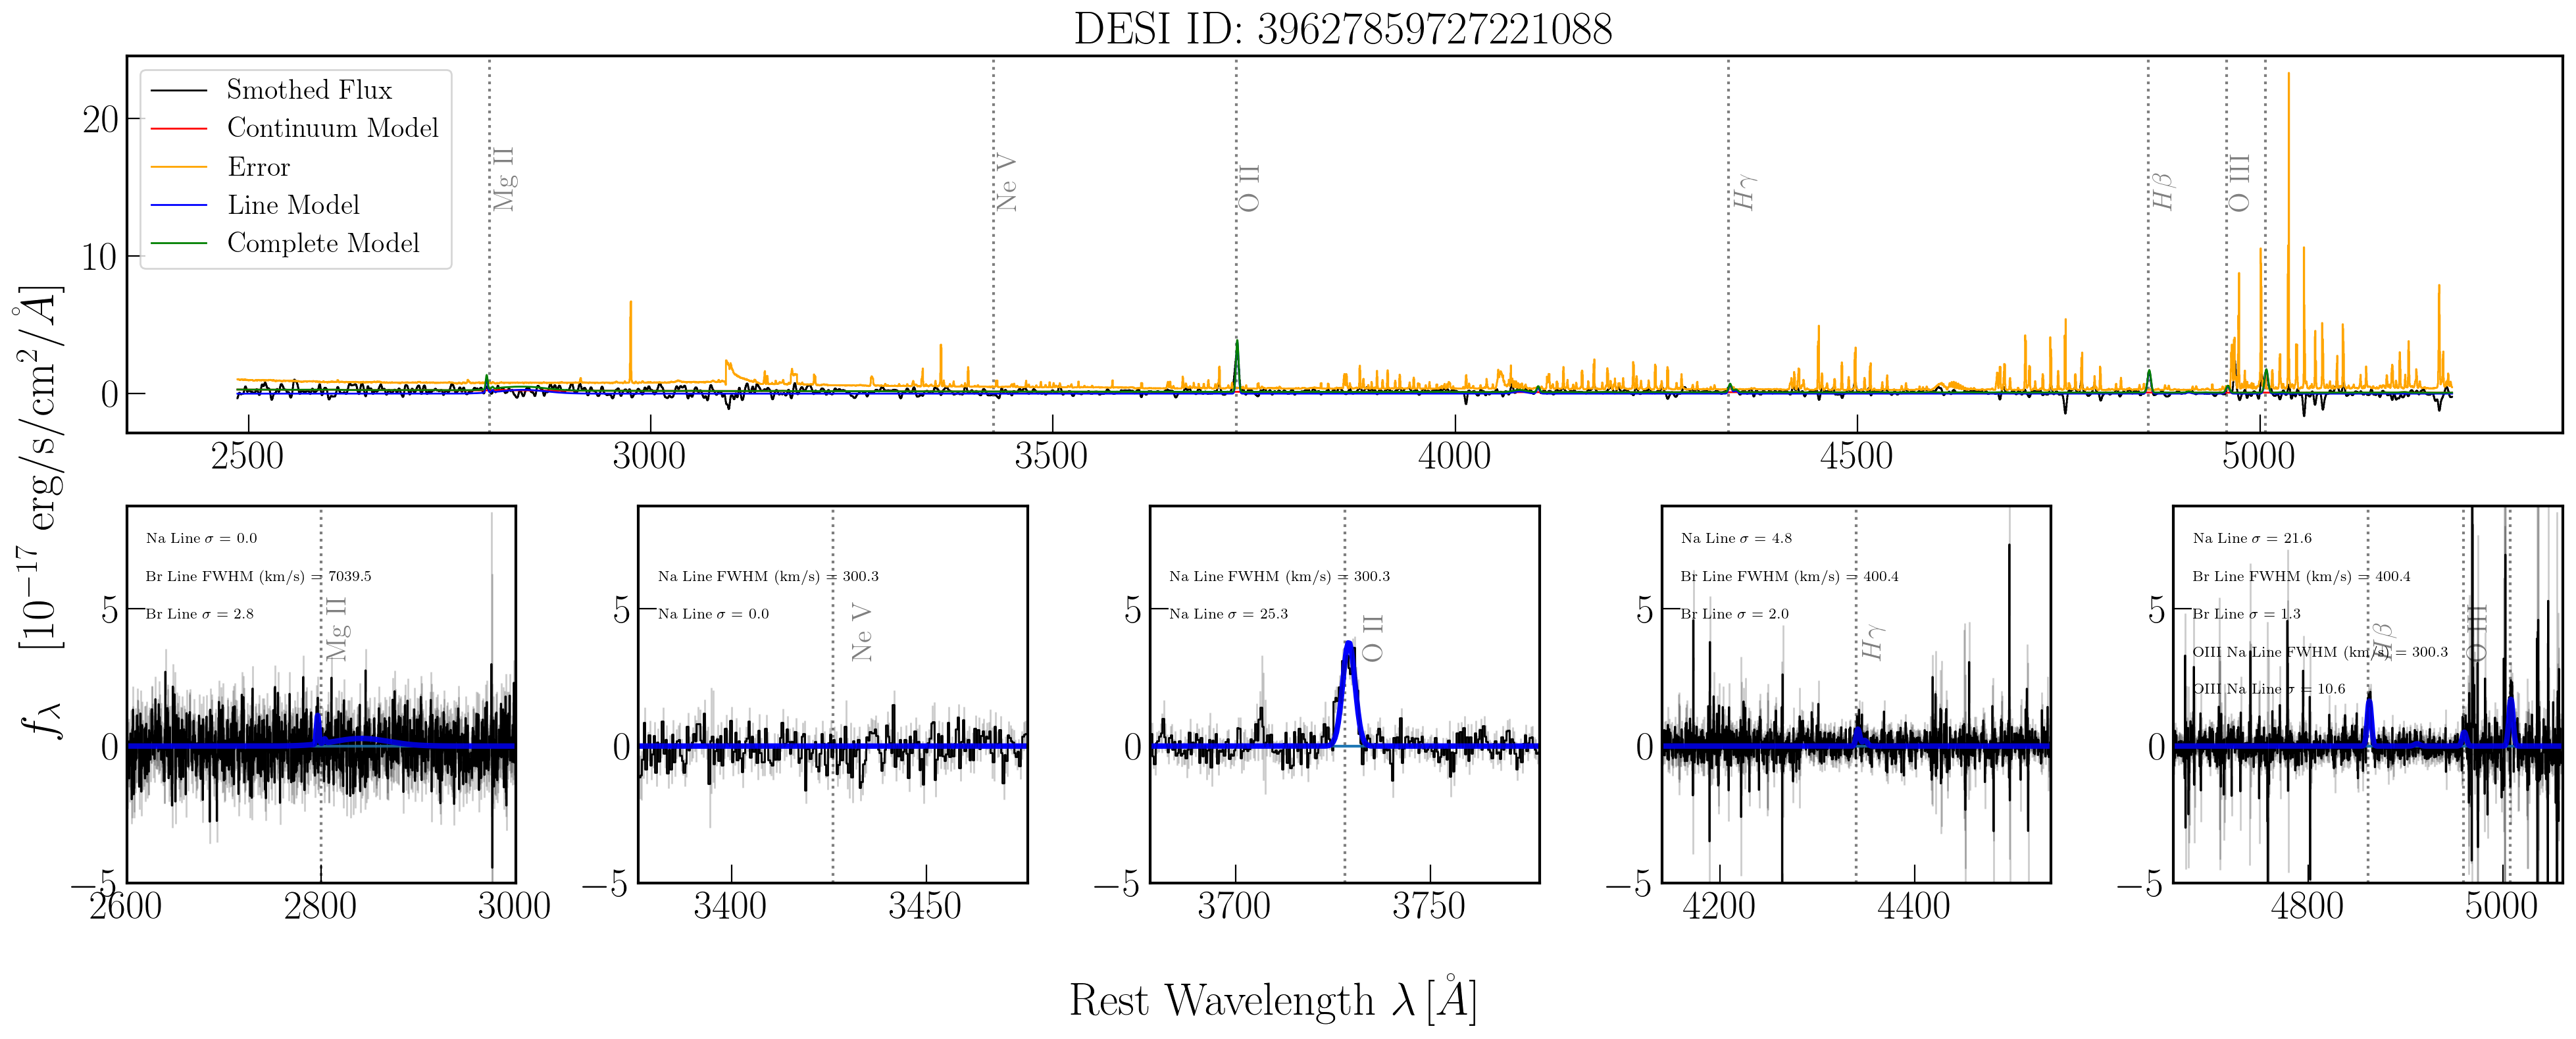 DESI ID: 39627859727221088
Smothed Flux
Continuum Model
Error
Line Model
Complete Model
Mg II
Ne V
O II
Hγ
Hβ
O III
20
10
0
2500 3000 3500 4000 4500 5000
fλ [10⁻¹⁷ erg/s/cm²/Å]
Na Line σ = 0.0
Br Line FWHM (km/s) = 7039.5
Br Line σ = 2.8
Mg II
5
0
−5
2600 2800 3000
Na Line FWHM (km/s) = 300.3
Na Line σ = 0.0
Ne V
5
0
−5
3400 3450
Na Line FWHM (km/s) = 300.3
Na Line σ = 25.3
O II
5
0
−5
3700 3750
Na Line σ = 4.8
Br Line FWHM (km/s) = 400.4
Br Line σ = 2.0
Hγ
5
0
−5
4200 4400
Na Line σ = 21.6
Br Line FWHM (km/s) = 400.4
Br Line σ = 1.3
OIII Na Line FWHM (km/s) = 300.3
OIII Na Line σ = 10.6
Hβ
O III
5
0
−5
4800 5000
Rest Wavelength λ [Å]